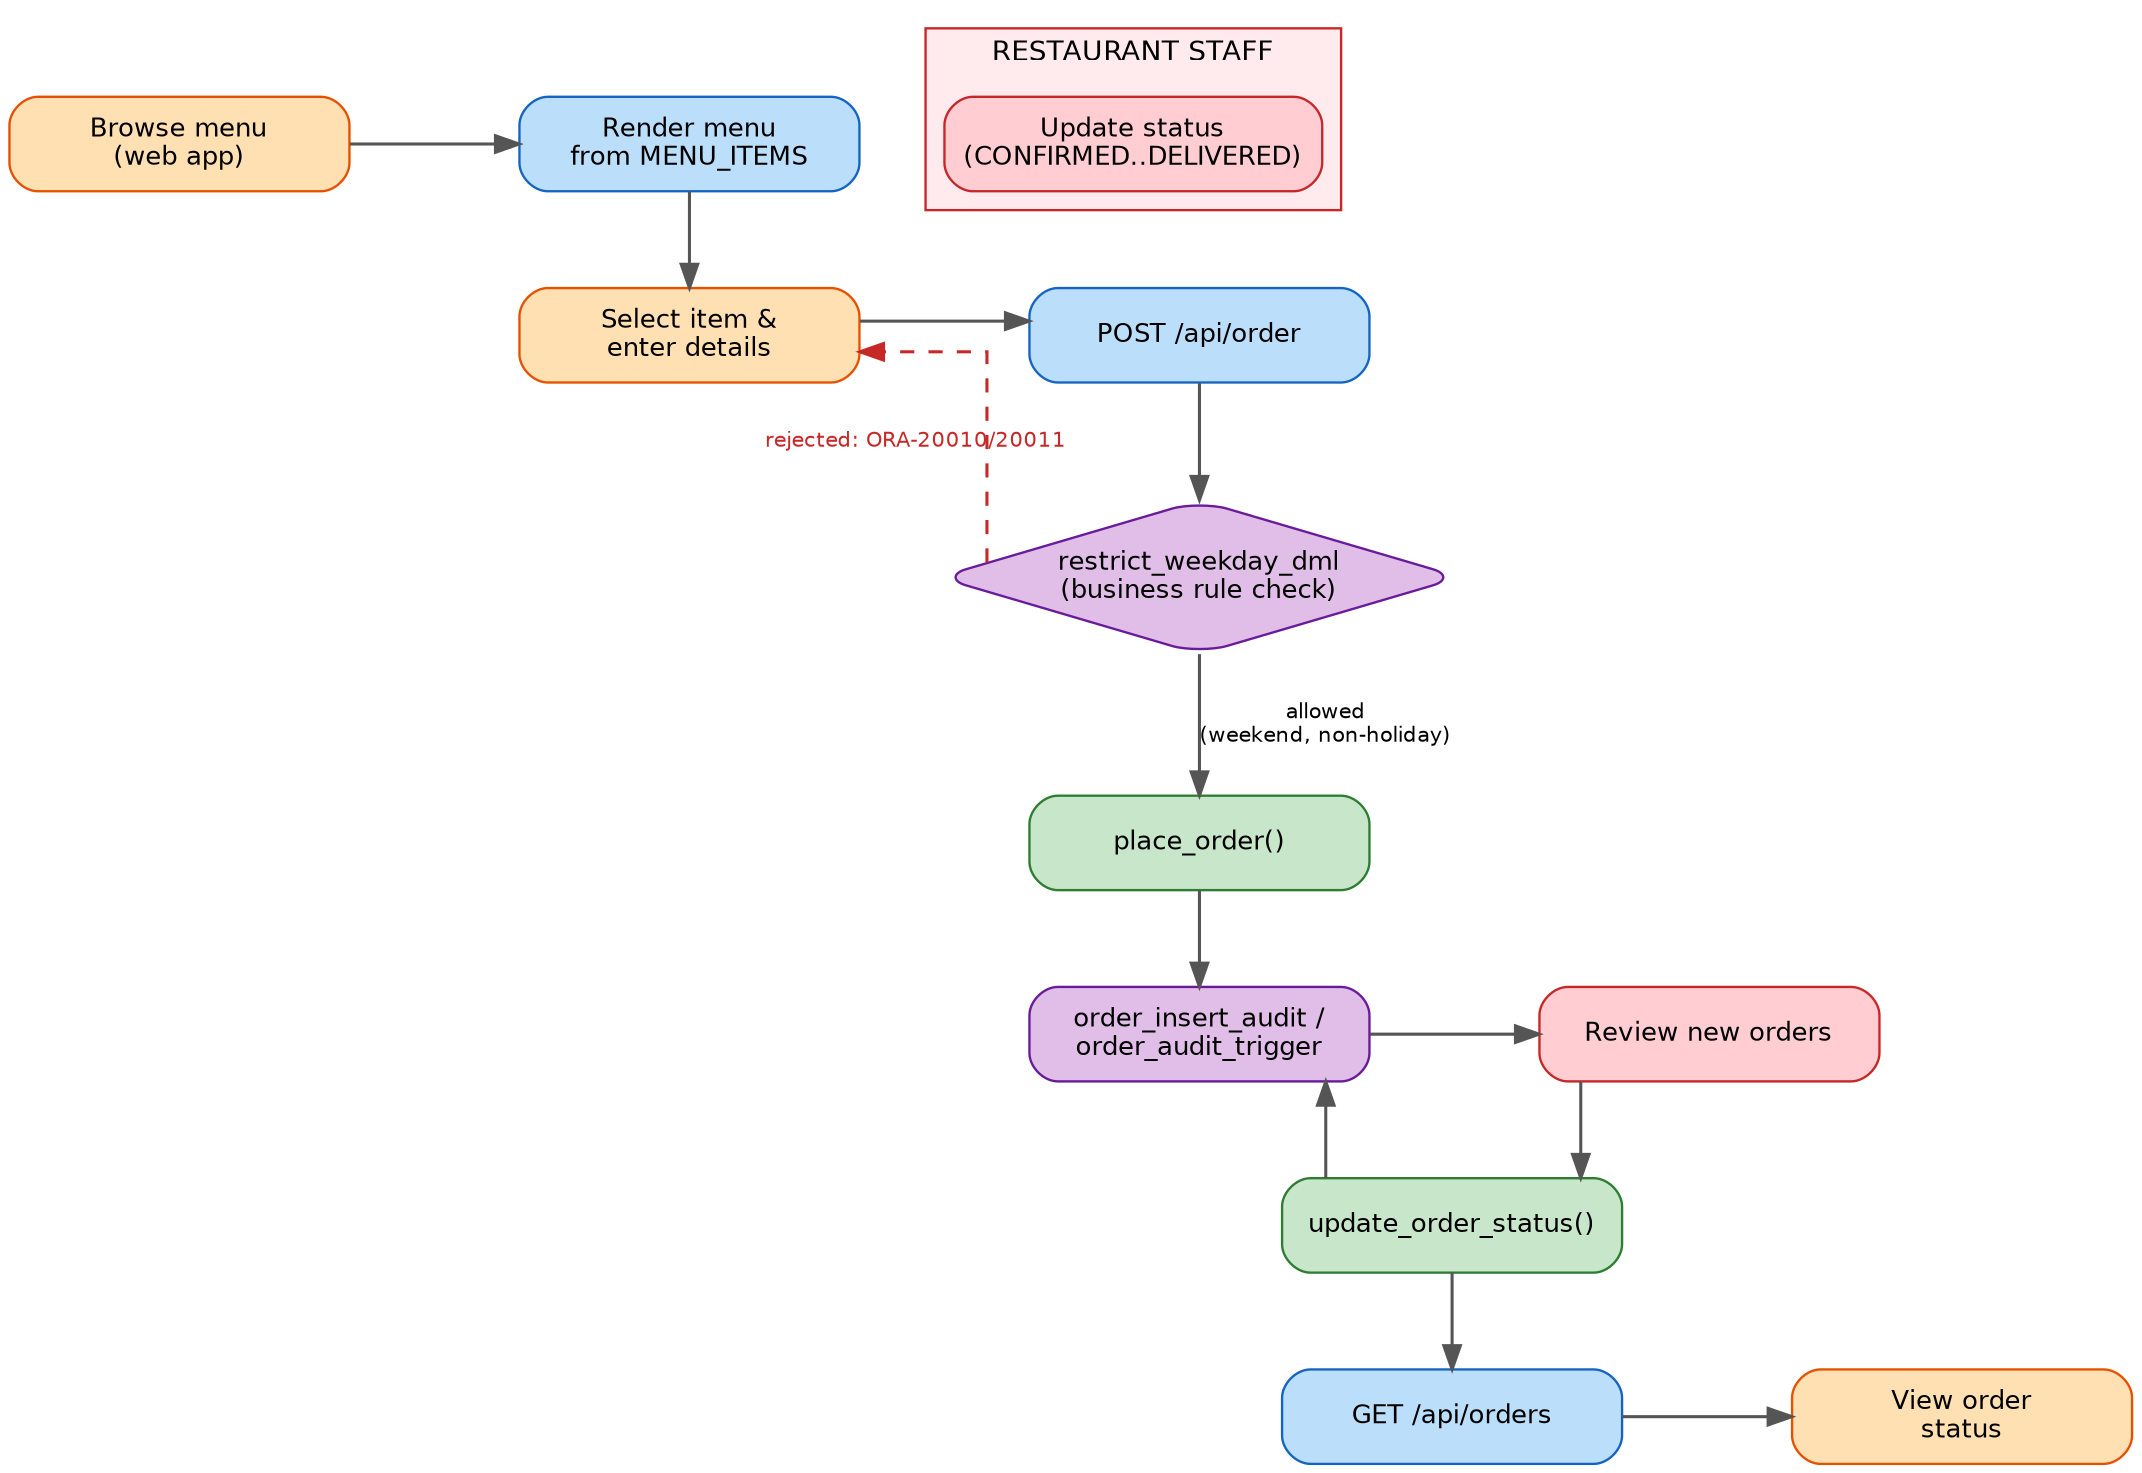 RESTAURANT STAFF
Browse menu
(web app)
Render menu
from MENU_ITEMS
Update status
(CONFIRMED..DELIVERED)
Select item &
enter details
POST /api/order
rejected: ORA-20010/20011
restrict_weekday_dml
(business rule check)
allowed
(weekend, non-holiday)
place_order()
order_insert_audit /
order_audit_trigger
Review new orders
update_order_status()
GET /api/orders
View order
status